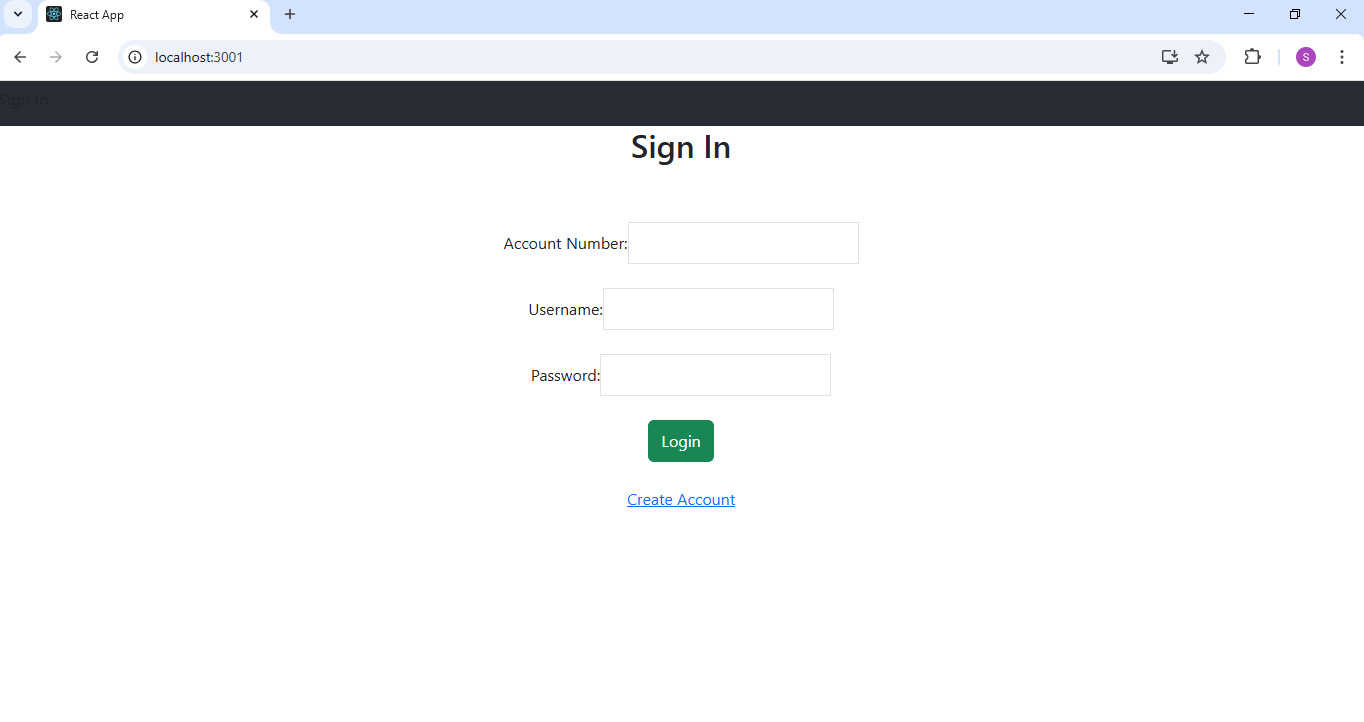 React App
localhost:3001
S
Sign In
Sign In
Account Number:
Username:
Password:
Login
Create Account